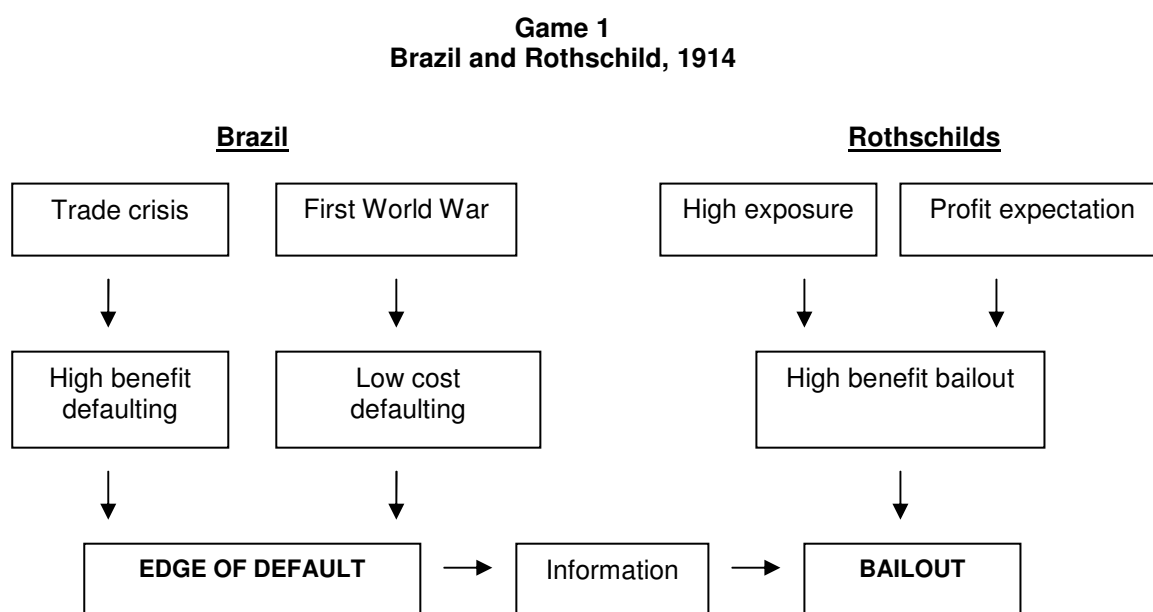 Game 1
Brazil and Rothschild, 1914
Brazil
Rothschilds
Trade crisis
First World War
High exposure
Profit expectation
High benefit
defaulting
Low cost
defaulting
High benefit bailout
EDGE OF DEFAULT
Information
BAILOUT